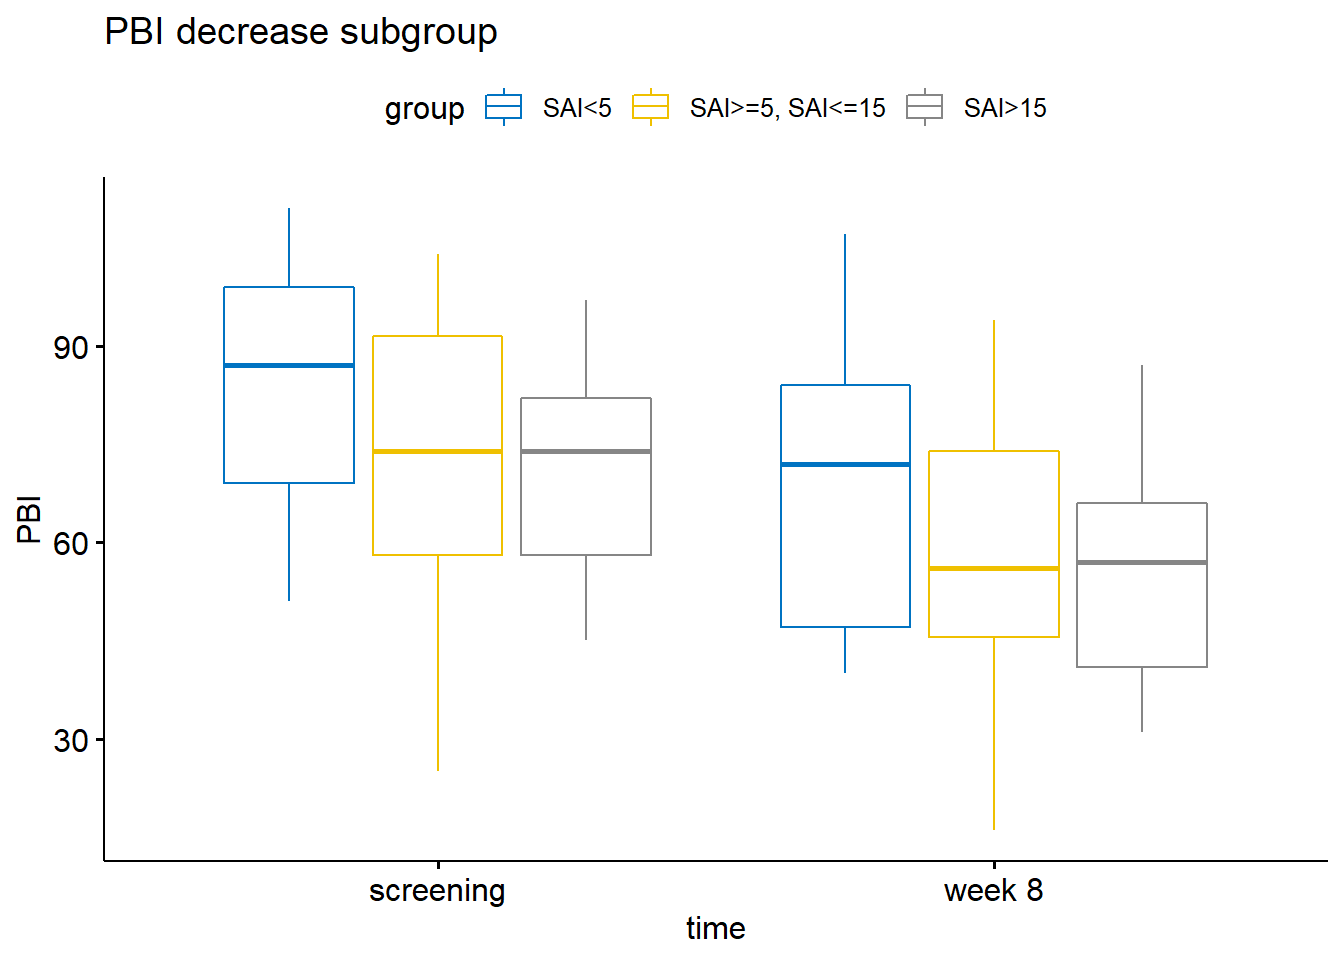 PBI decrease subgroup
group SAI<5 SAI>=5, SAI<=15 SAI>15
PBI
90
60
30
screening week 8
time